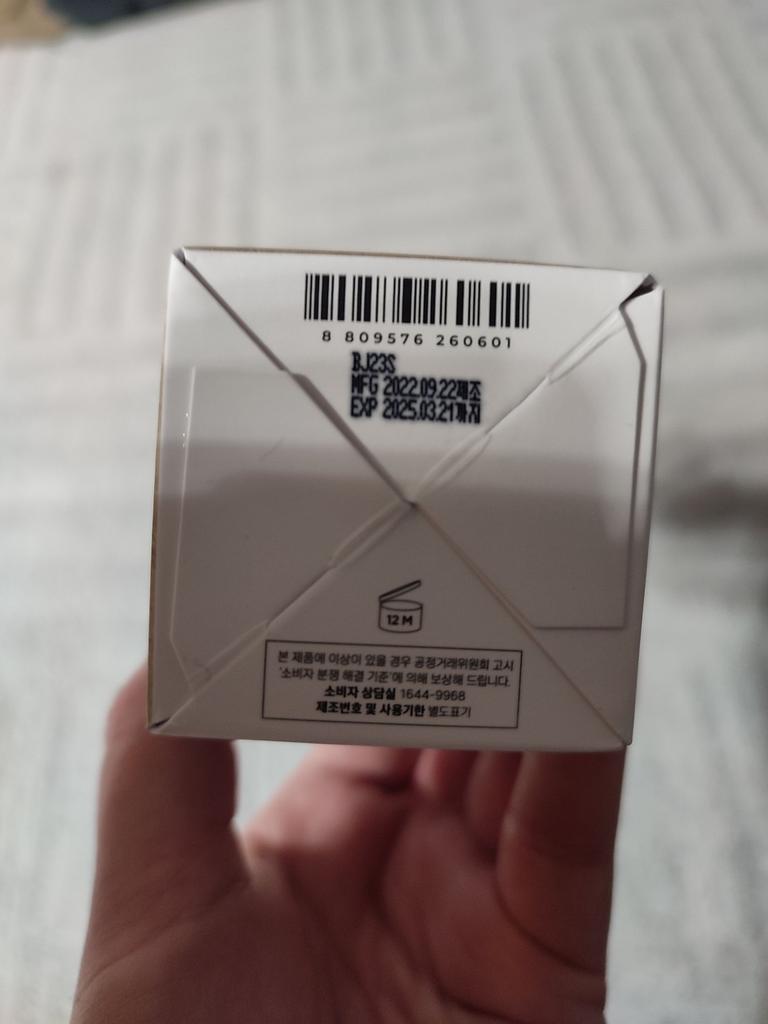 8 809576 260601
BJ23S
MFG 2022.09.22제조
EXP 2025.03.21까지
12 M
본 제품에 이상이 있을 경우 공정거래위원회 고시
'소비자 분쟁 해결 기준'에 의해 보상해 드립니다.
소비자 상담실 1644-9968
제조번호 및 사용기한 별도표기